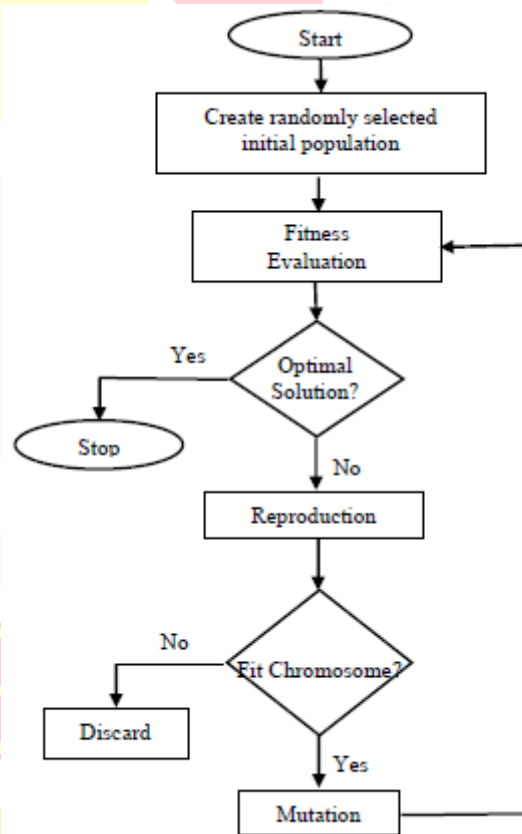 Start
Create randomly selected
initial population
Fitness
Evaluation
Yes
Optimal
Solution?
Stop
No
Reproduction
No
Fit Chromosome?
Discard
Yes
Mutation